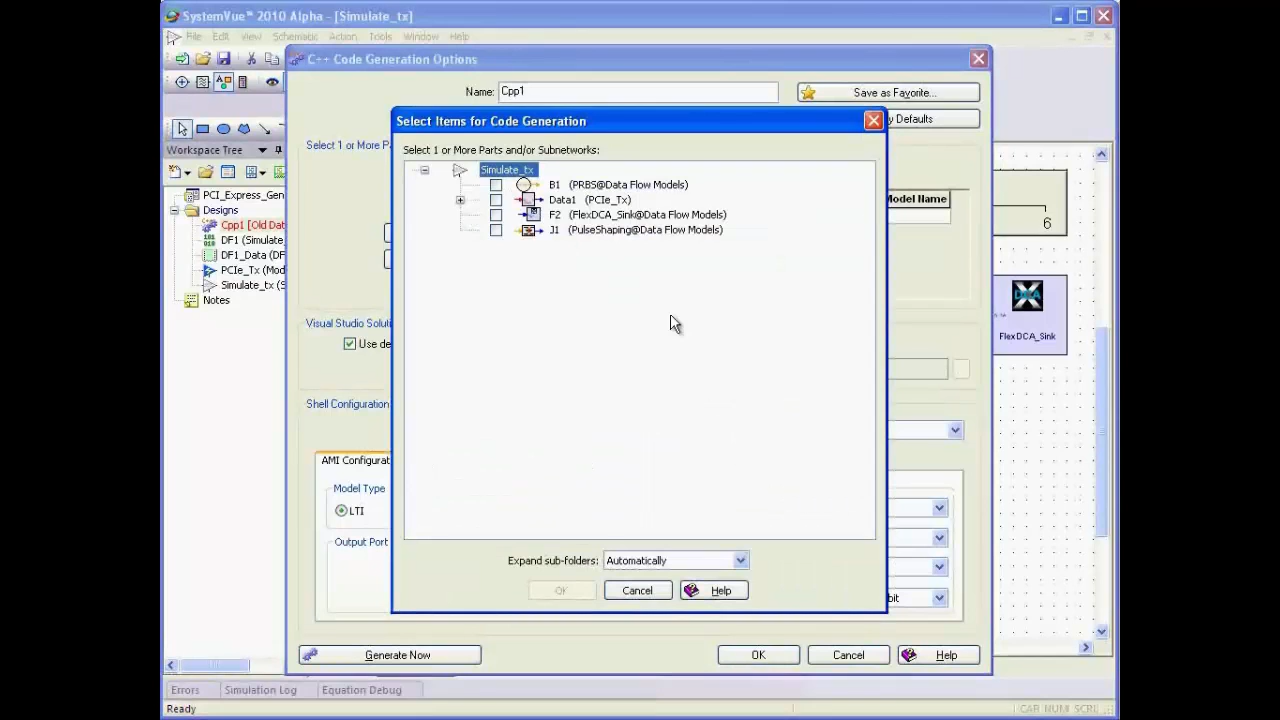 SystemVue™ 2010 Alpha - [Simulate_tx]
File Edit View Schematic Action Tools Window Help
C++ Code Generation Options
Name: Cpp1
Save as Favorite...
Select Items for Code Generation
y Defaults
Select 1 or More P
Select 1 or More Parts and/or Subnetworks:
Workspace Tree
Simulate_tx
B1 (PRBS@Data Flow Models)
Data1 (PCIe_Tx)
F2 (FlexDCA_Sink@Data Flow Models)
J1 (PulseShaping@Data Flow Models)
Model Name
6
PCI_Express_Gen
Designs
Cpp1 [Old Dat
DF1 (Simulate_
DF1_Data (DF
PCIe_Tx (Mod
Simulate_tx (S
Notes
FlexDCA_Sink
Visual Studio Soluti
Use de
Shell Configuration
AMI Configurat
Model Type
LTI
Output Port
Expand sub-folders: Automatically
OK Cancel Help
bit
Generate Now OK Cancel Help
Errors Simulation Log Equation Debug
Ready
CAP NUM SCRL